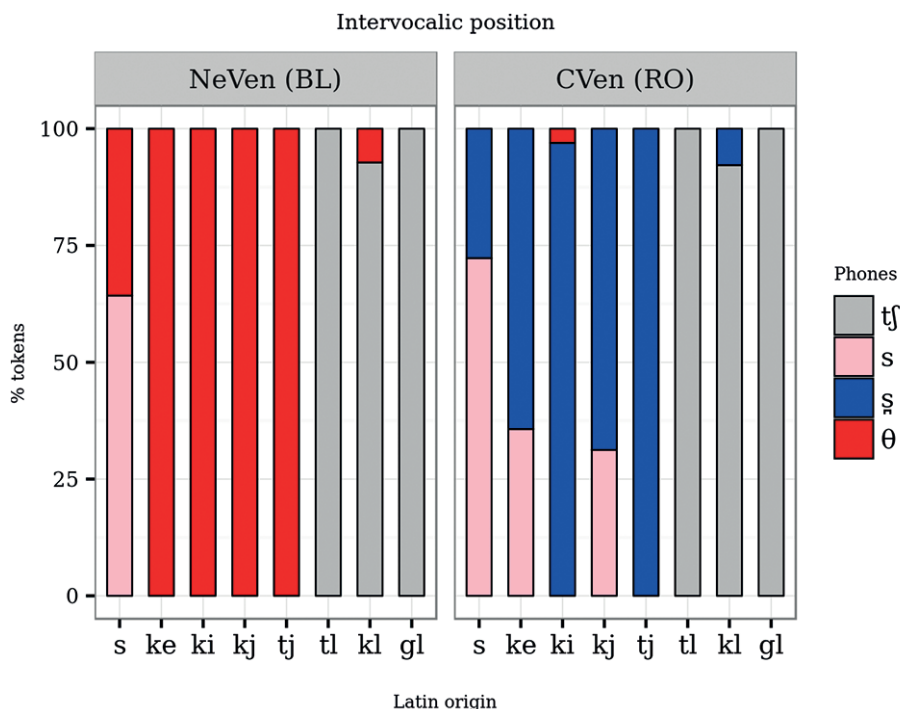 Intervocalic position
NeVen (BL)
CVen (RO)
100
75
50
25
0
% tokens
s ke ki kj tj tl kl gl
s ke ki kj tj tl kl gl
Latin origin
Phones
tʃ
s
s̪
θ